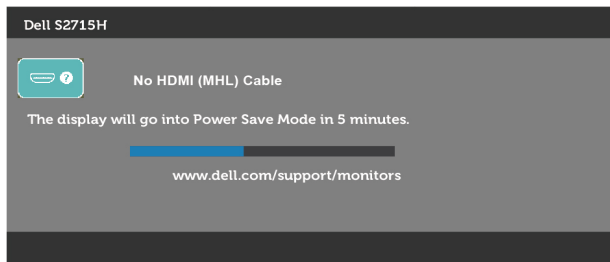 Dell S2715H
?
No HDMI (MHL) Cable
The display will go into Power Save Mode in 5 minutes.
www.dell.com/support/monitors